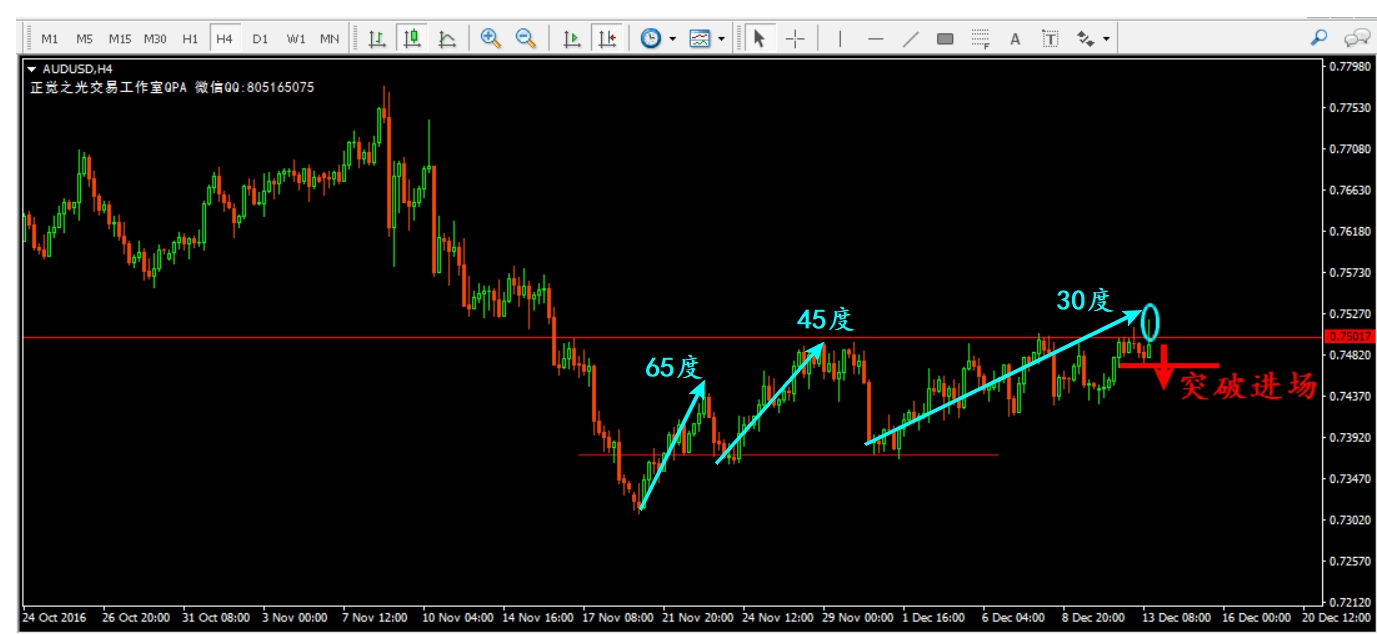 M1 M5 M15 M30 H1 H4 D1 W1 MN
AUDUSD,H4
正觉之光交易工作室QPA 微信QQ:805165075
0.77980
0.77530
0.77080
0.76630
0.76180
0.75730
0.75270
0.75017
0.74820
0.74370
0.73920
0.73470
0.73020
0.72570
0.72120
65度
45度
30度
突破进场
24 Oct 2016 26 Oct 20:00 31 Oct 08:00 3 Nov 00:00 7 Nov 12:00 10 Nov 04:00 14 Nov 16:00 17 Nov 08:00 21 Nov 20:00 24 Nov 12:00 29 Nov 00:00 1 Dec 16:00 6 Dec 04:00 8 Dec 20:00 13 Dec 08:00 16 Dec 00:00 20 Dec 12:00